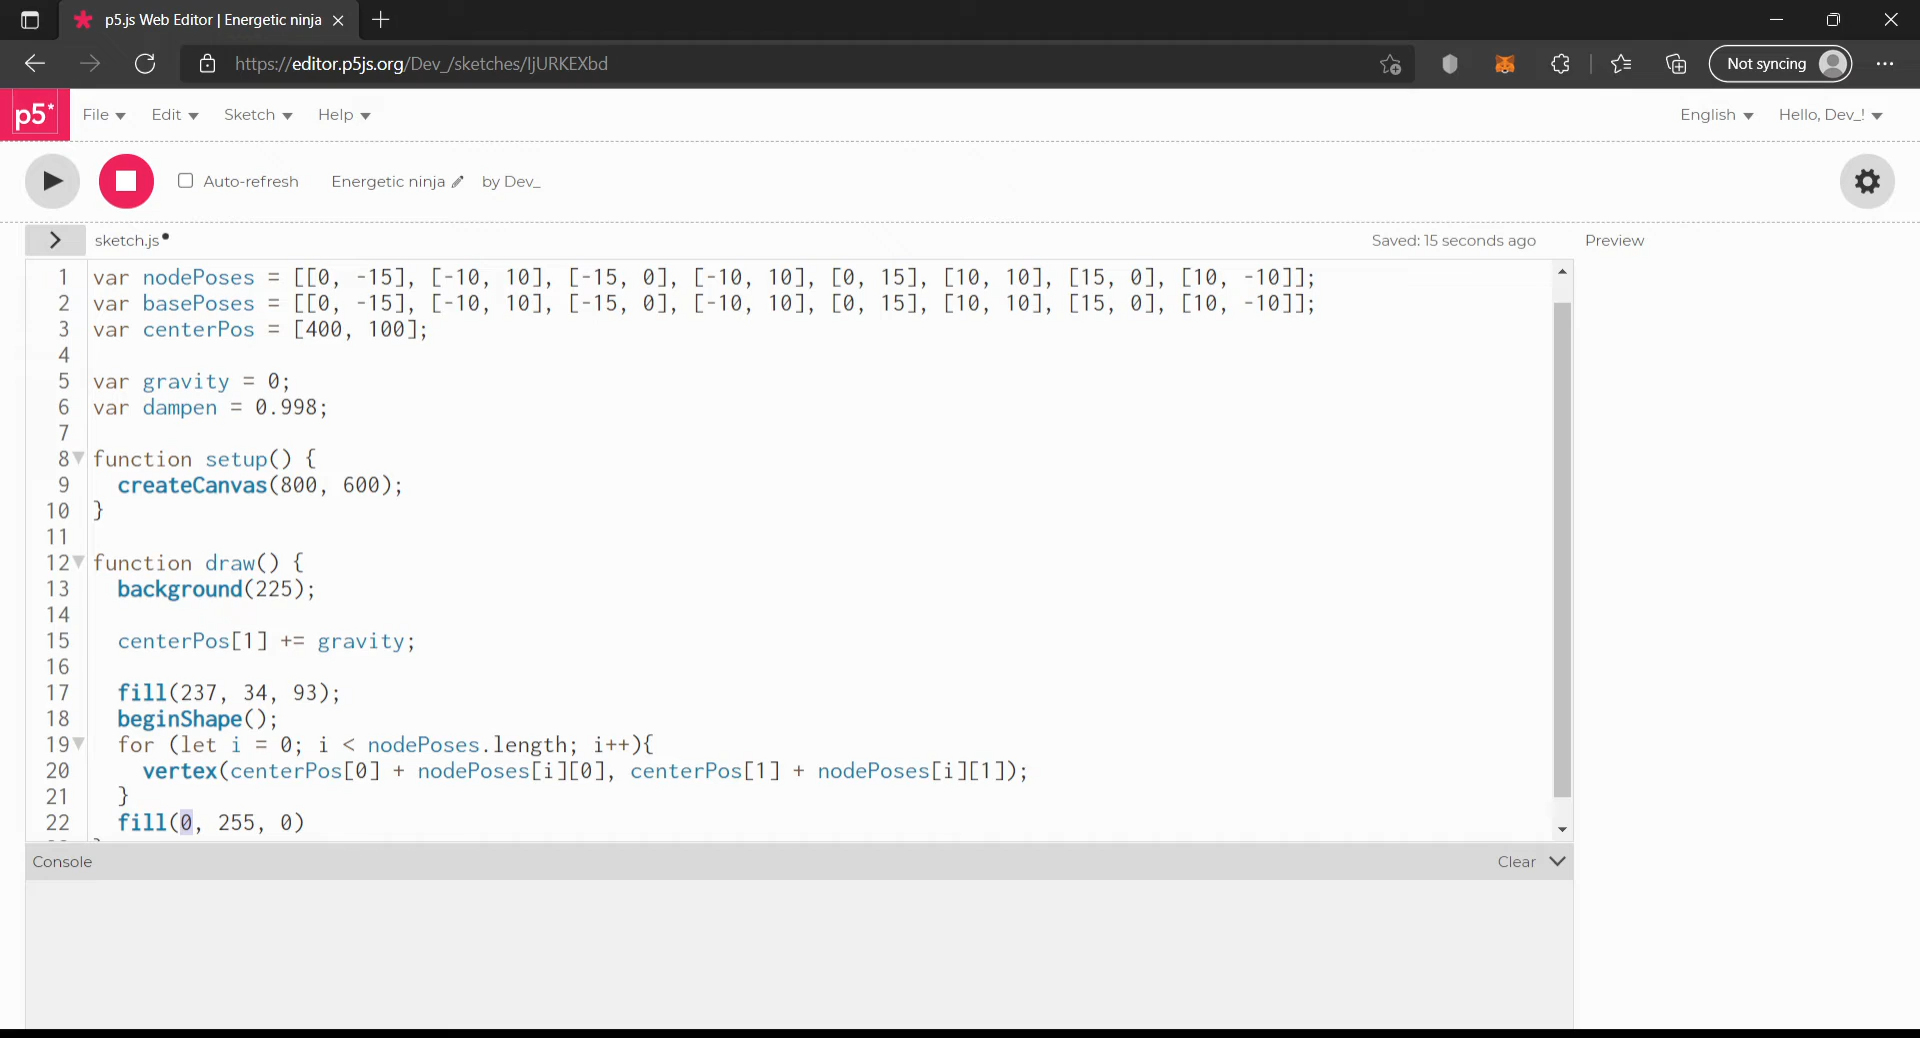 p5.js Web Editor | Energetic ninja
https://editor.p5js.org/Dev_/sketches/IjURKEXbd
Not syncing
p5*
File
Edit
Sketch
Help
English
Hello, Dev_!
Auto-refresh
Energetic ninja
by Dev_
sketch.js
Saved: 15 seconds ago
Preview
1 var nodePoses = [[0, -15], [-10, 10], [-15, 0], [-10, 10], [0, 15], [10, 10], [15, 0], [10, -10]];
2 var basePoses = [[0, -15], [-10, 10], [-15, 0], [-10, 10], [0, 15], [10, 10], [15, 0], [10, -10]];
3 var centerPos = [400, 100];
4
5 var gravity = 0;
6 var dampen = 0.998;
7
8 function setup() {
9 createCanvas(800, 600);
10 }
11
12 function draw() {
13 background(225);
14
15 centerPos[1] += gravity;
16
17 fill(237, 34, 93);
18 beginShape();
19 for (let i = 0; i < nodePoses.length; i++){
20 vertex(centerPos[0] + nodePoses[i][0], centerPos[1] + nodePoses[i][1]);
21 }
22 fill(0, 255, 0)
Console
Clear